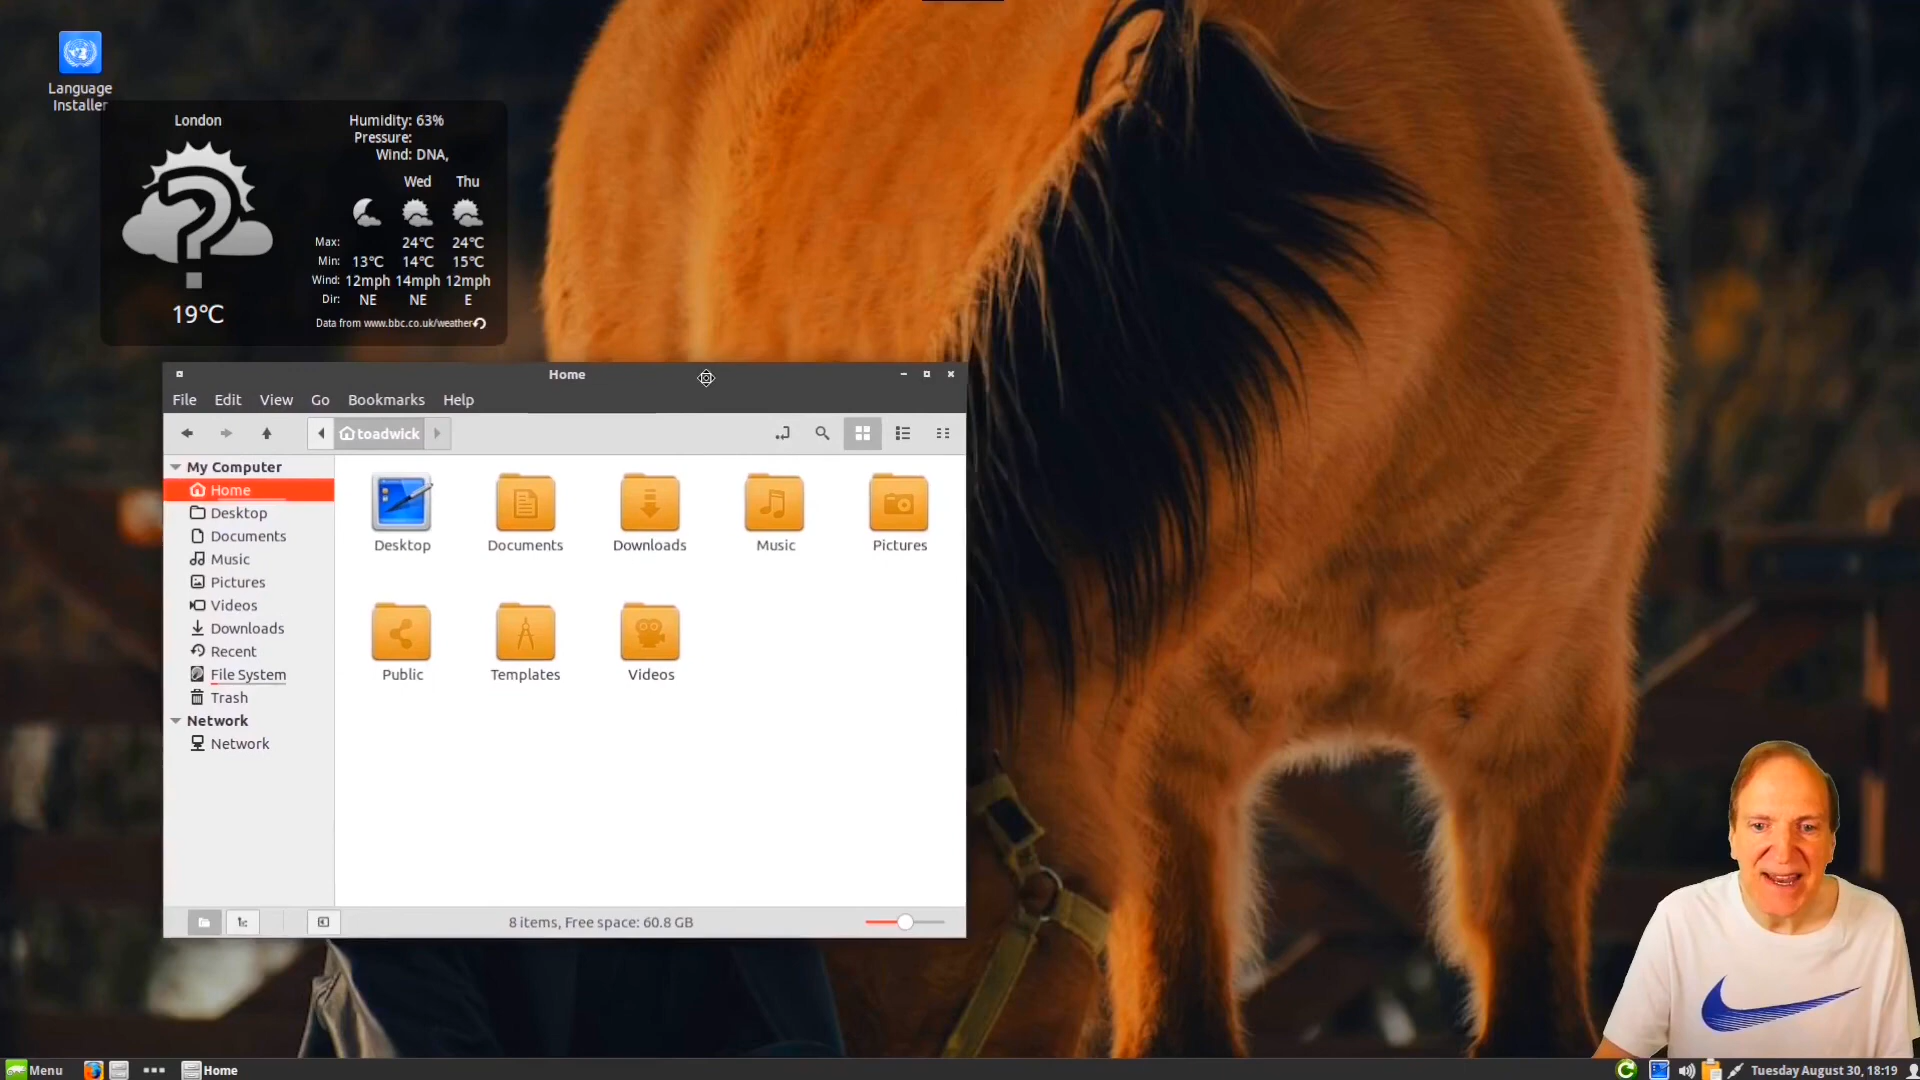 Language
Installer
London
Humidity: 63%
Pressure:
Wind: DNA,
Wed Thu
Max: 24°C 24°C
Min: 13°C 14°C 15°C
Wind: 12mph 14mph 12mph
Dir: NE NE E
19°C
Data from www.bbc.co.uk/weather
Home
File Edit View Go Bookmarks Help
toadwick
My Computer
Home
Desktop
Documents
Music
Pictures
Videos
Downloads
Recent
File System
Trash
Network
Network
Desktop Documents Downloads Music Pictures
Public Templates Videos
8 items, Free space: 60.8 GB
Menu
Home
Tuesday August 30, 18:19